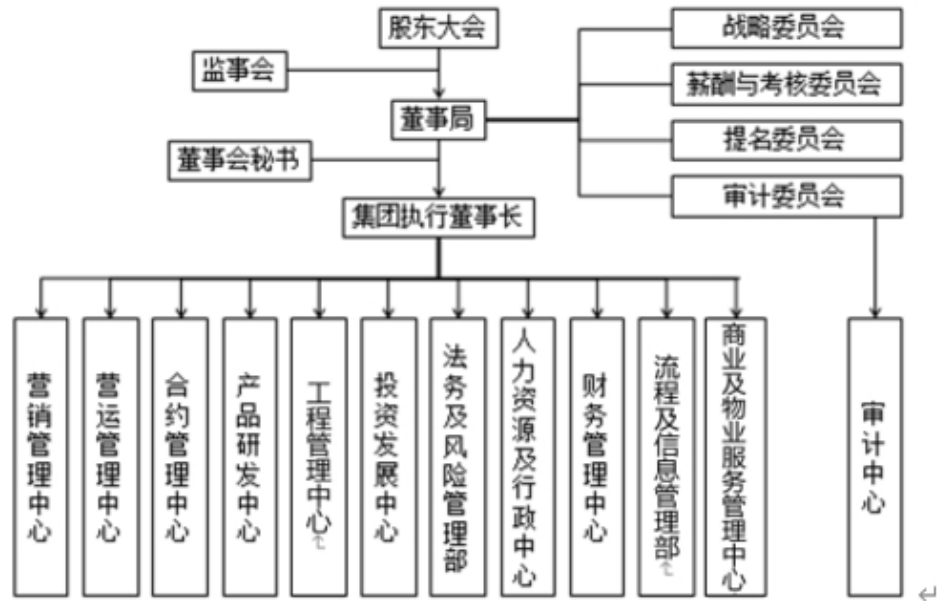 股东大会
战略委员会
监事会
薪酬与考核委员会
董事局
提名委员会
董事会秘书
审计委员会
集团执行董事长
营销管理中心
营运管理中心
合约管理中心
产品研发中心
工程管理中心
投资发展中心
法务及风险管理部
人力资源及行政中心
财务管理中心
流程及信息管理部
商业及物业服务管理中心
审计中心